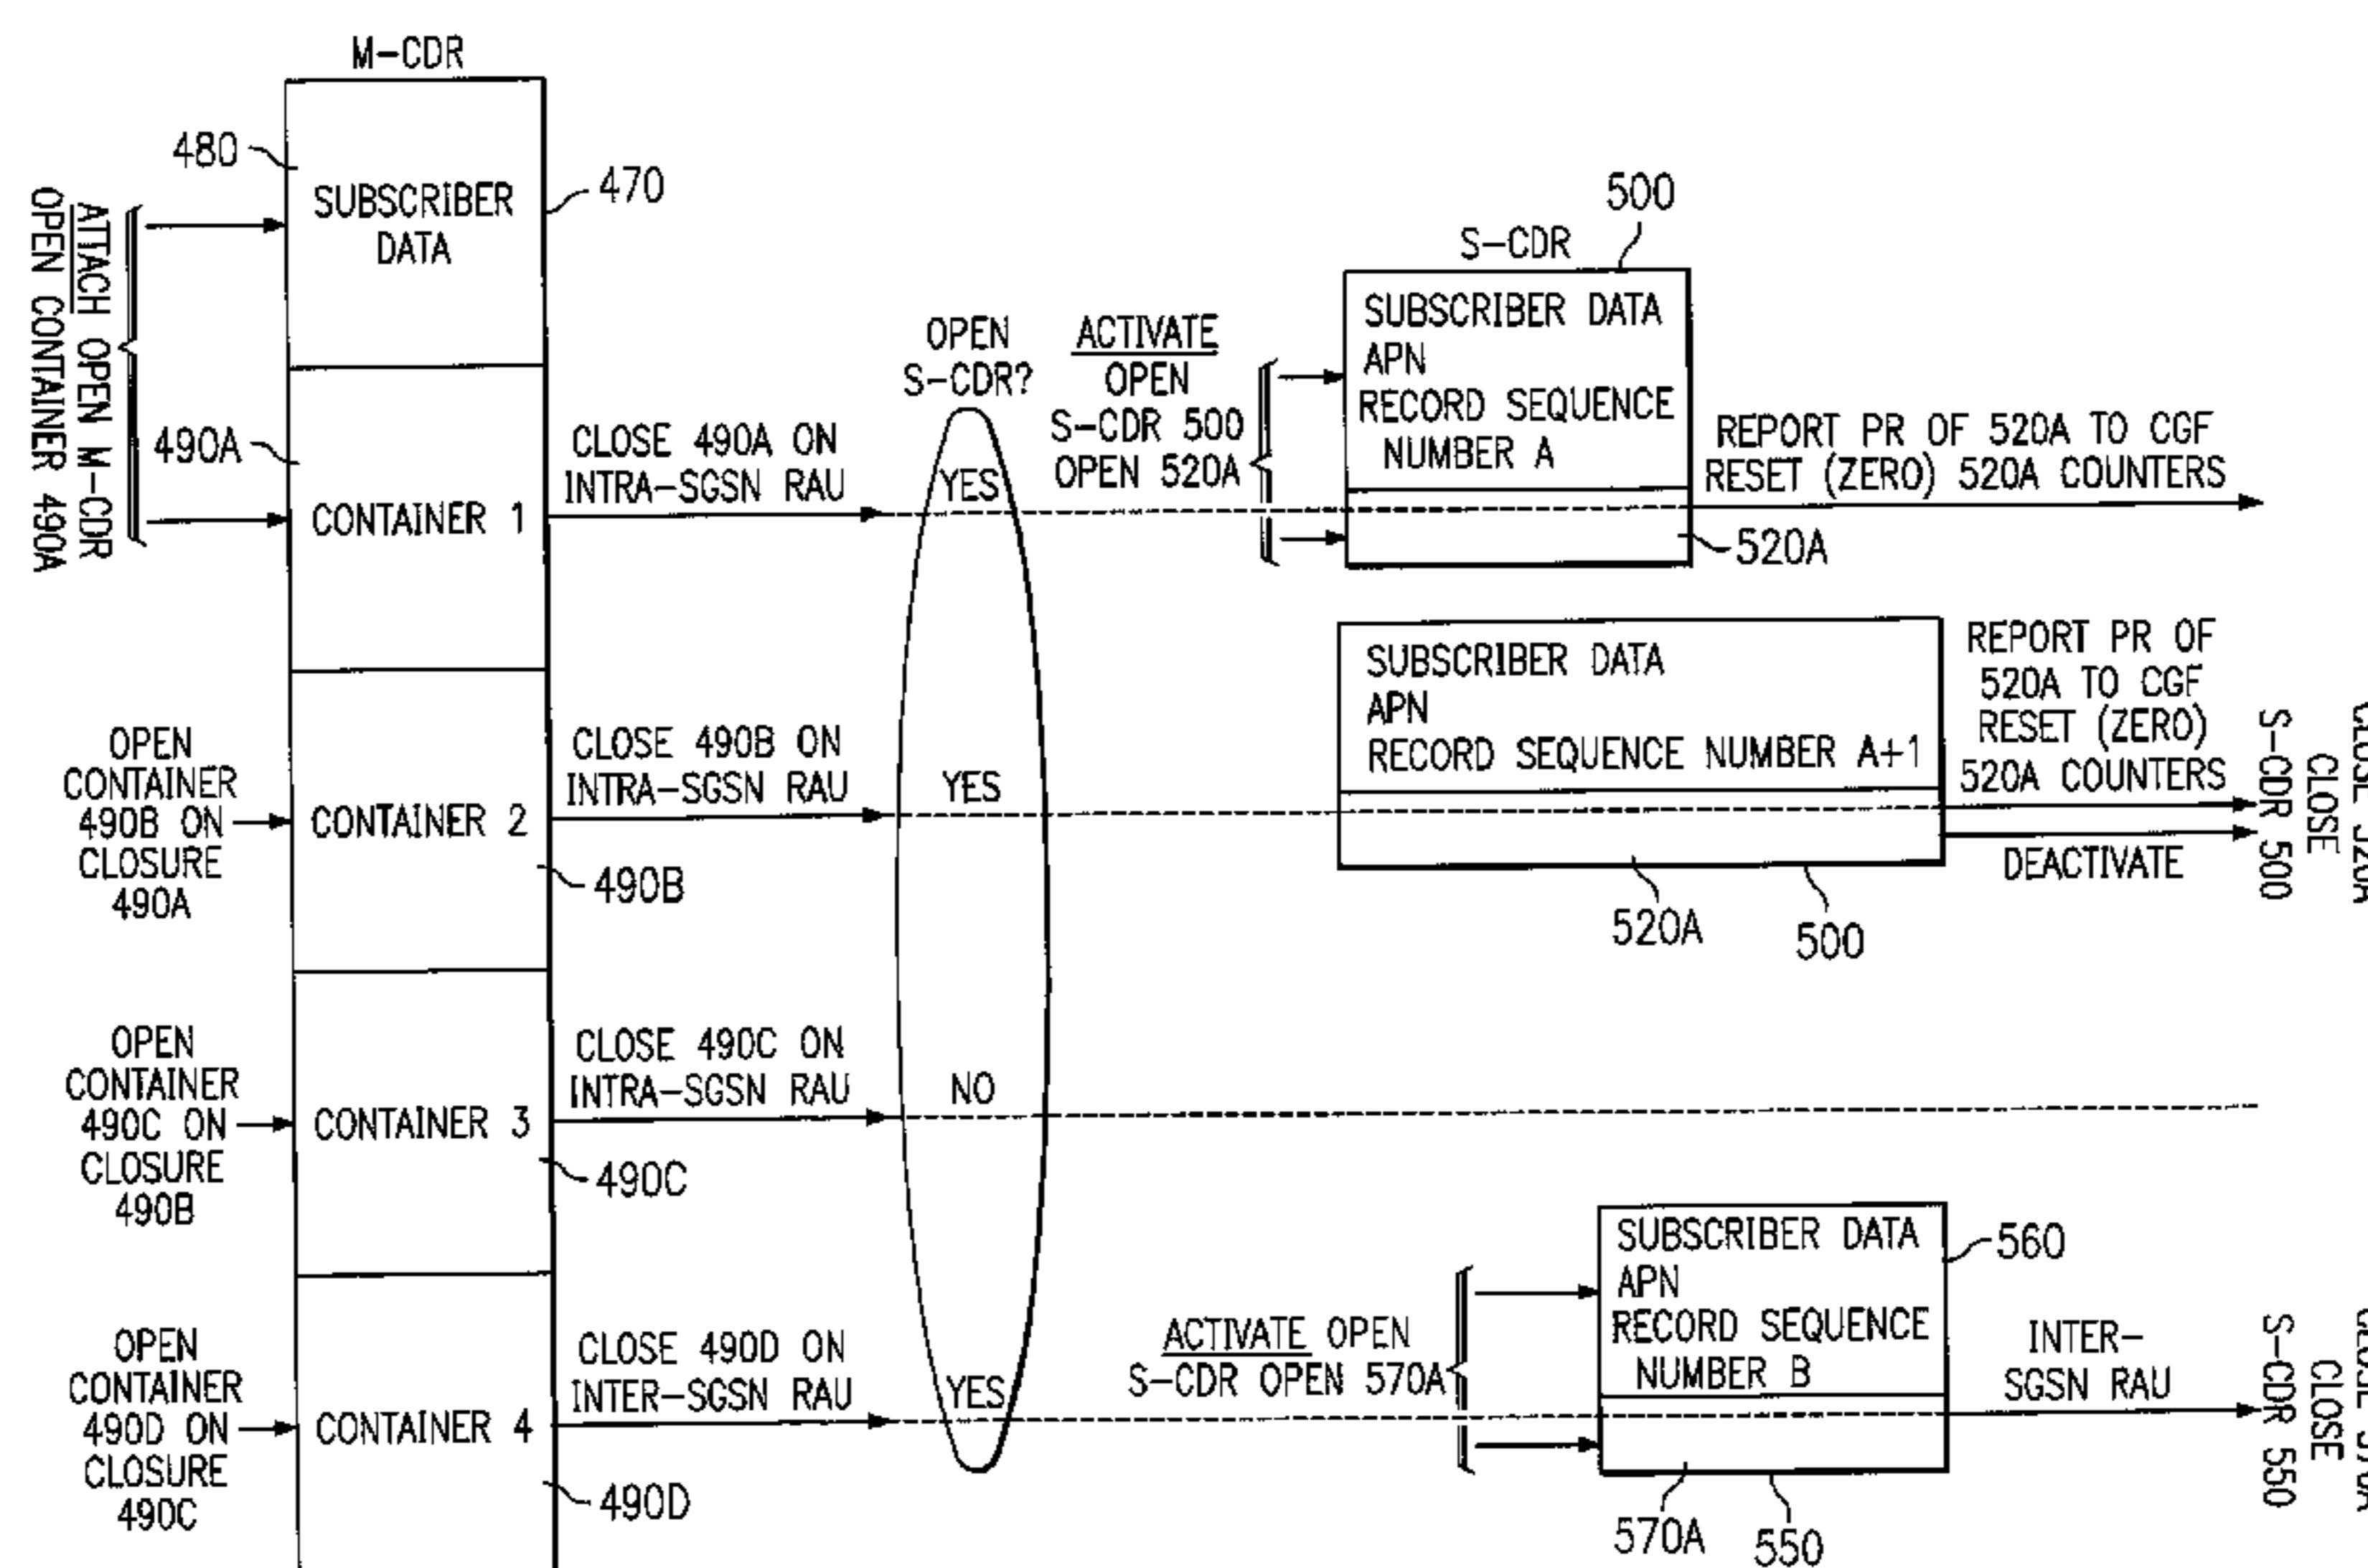 M-CDR
480
SUBSCRIBER
DATA
470
ATTACH OPEN M-CDR
OPEN CONTAINER 490A
490A
CONTAINER 1
CLOSE 490A ON
INTRA-SGSN RAU
OPEN
S-CDR?
YES
ACTIVATE
OPEN
S-CDR 500
OPEN 520A
S-CDR
500
SUBSCRIBER DATA
APN
RECORD SEQUENCE
NUMBER A
520A
REPORT PR OF 520A TO CGF
RESET (ZERO) 520A COUNTERS
OPEN
CONTAINER
490B ON
CLOSURE
490A
CONTAINER 2
490B
CLOSE 490B ON
INTRA-SGSN RAU
YES
SUBSCRIBER DATA
APN
RECORD SEQUENCE NUMBER A+1
520A
500
REPORT PR OF
520A TO CGF
RESET (ZERO)
520A COUNTERS
DEACTIVATE
CLOSE 520A
CLOSE
S-CDR 500
OPEN
CONTAINER
490C ON
CLOSURE
490B
CONTAINER 3
490C
CLOSE 490C ON
INTRA-SGSN RAU
NO
OPEN
CONTAINER
490D ON
CLOSURE
490C
CONTAINER 4
490D
CLOSE 490D ON
INTER-SGSN RAU
YES
ACTIVATE OPEN
S-CDR OPEN 570A
SUBSCRIBER DATA
APN
RECORD SEQUENCE
NUMBER B
560
570A
550
INTER-
SGSN RAU
CLOSE 570A
CLOSE
S-CDR 550